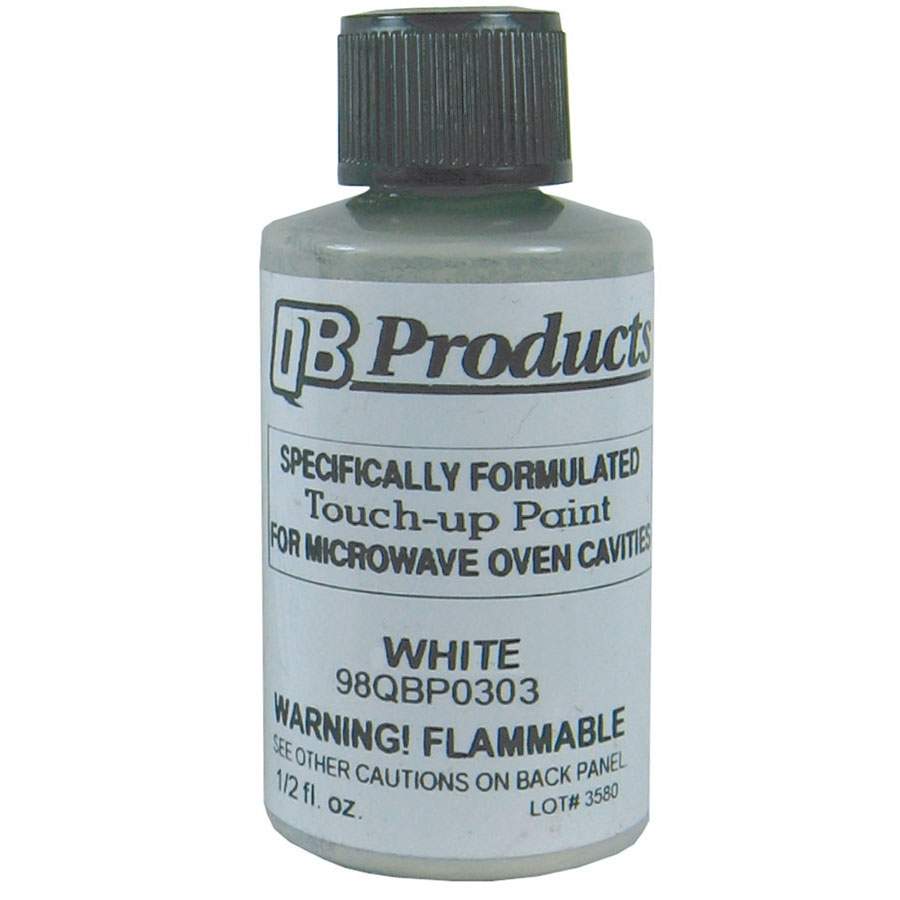 QB Products
SPECIFICALLY FORMULATED
Touch-up Paint
FOR MICROWAVE OVEN CAVITIES
WHITE
98QBP0303
WARNING! FLAMMABLE
SEE OTHER CAUTIONS ON BACK PANEL
1/2 fl. oz.
LOT# 3580